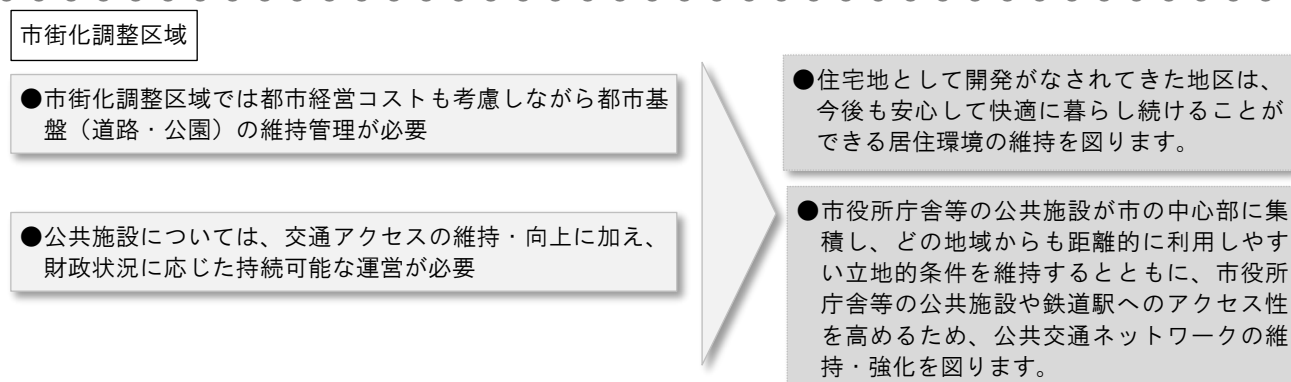 市街化調整区域
●市街化調整区域では都市経営コストも考慮しながら都市基
盤（道路・公園）の維持管理が必要
●公共施設については、交通アクセスの維持・向上に加え、
財政状況に応じた持続可能な運営が必要
●住宅地として開発がなされてきた地区は、
今後も安心して快適に暮らし続けることが
できる居住環境の維持を図ります。
●市役所庁舎等の公共施設が市の中心部に集
積し、どの地域からも距離的に利用しやす
い立地的条件を維持するとともに、市役所
庁舎等の公共施設や鉄道駅へのアクセス性
を高めるため、公共交通ネットワークの維
持・強化を図ります。